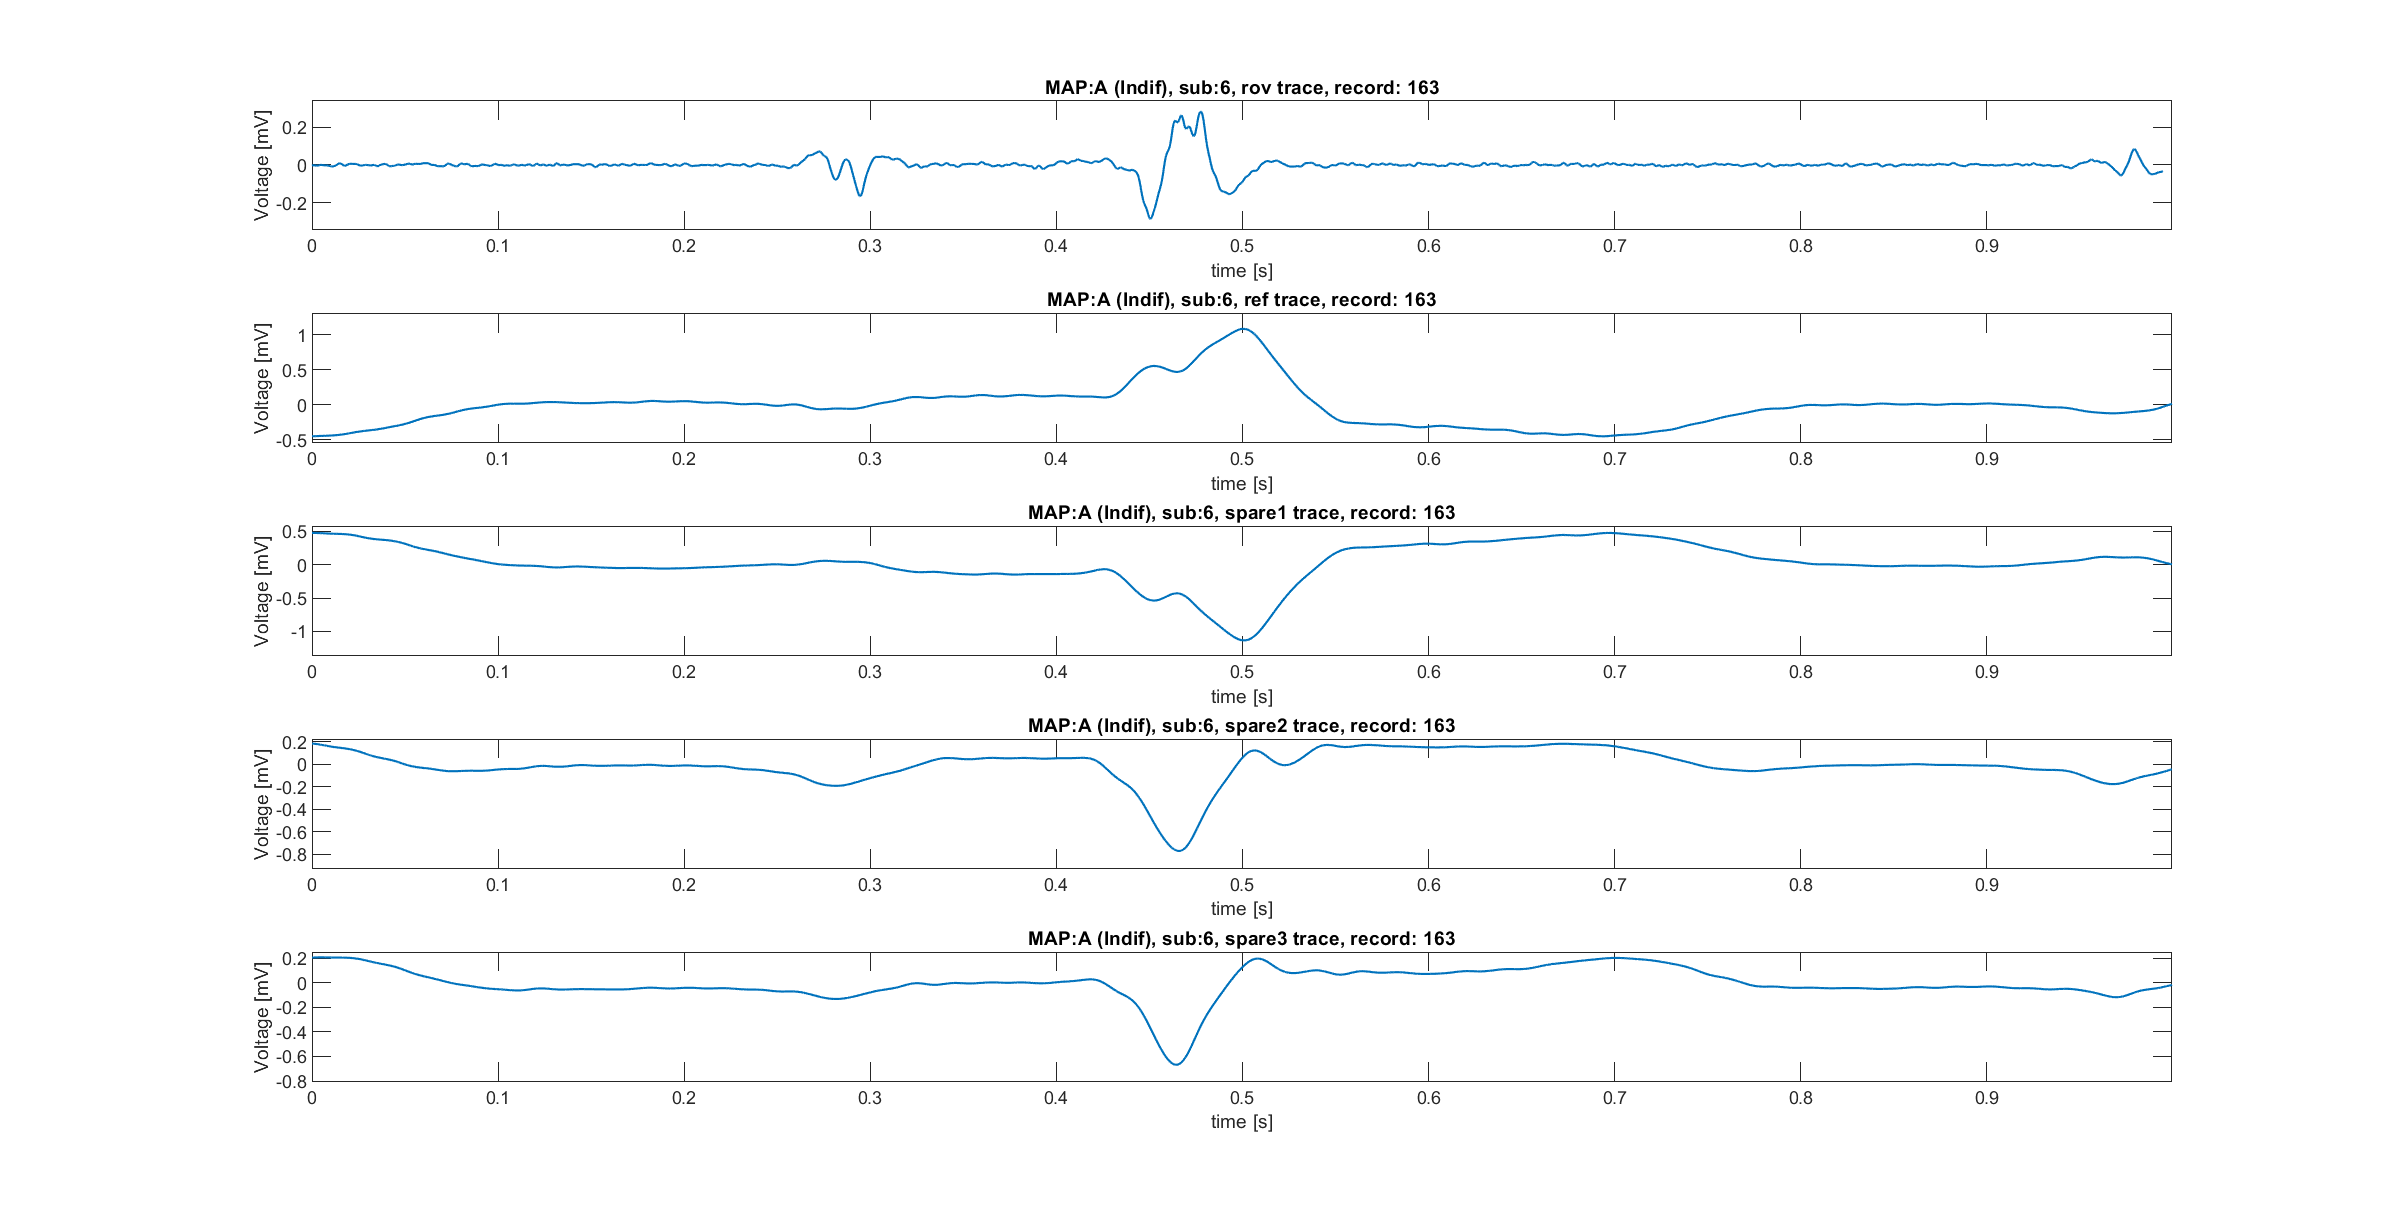 MAP:A (Indif), sub:6, rov trace, record: 163
Voltage [mV]
0.2
0
-0.2
0 0.1 0.2 0.3 0.4 0.5 0.6 0.7 0.8 0.9
time [s]
MAP:A (Indif), sub:6, ref trace, record: 163
Voltage [mV]
1
0.5
0
-0.5
0 0.1 0.2 0.3 0.4 0.5 0.6 0.7 0.8 0.9
time [s]
MAP:A (Indif), sub:6, spare1 trace, record: 163
Voltage [mV]
0.5
0
-0.5
-1
0 0.1 0.2 0.3 0.4 0.5 0.6 0.7 0.8 0.9
time [s]
MAP:A (Indif), sub:6, spare2 trace, record: 163
Voltage [mV]
0.2
0
-0.2
-0.4
-0.6
-0.8
0 0.1 0.2 0.3 0.4 0.5 0.6 0.7 0.8 0.9
time [s]
MAP:A (Indif), sub:6, spare3 trace, record: 163
Voltage [mV]
0.2
0
-0.2
-0.4
-0.6
-0.8
0 0.1 0.2 0.3 0.4 0.5 0.6 0.7 0.8 0.9
time [s]